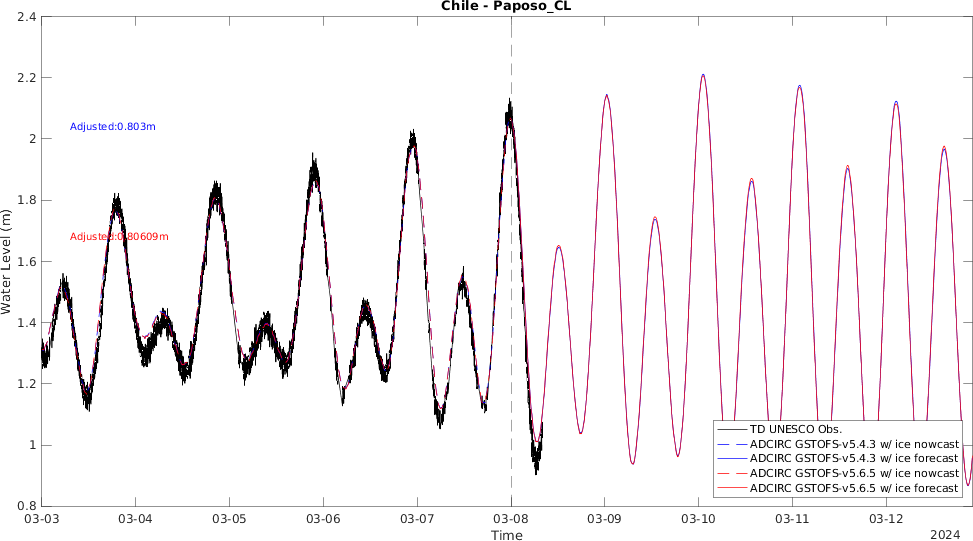 Chile - Paposo_CL
2.4
2.2
2
1.8
1.6
1.4
1.2
1
0.8
Water Level (m)
Adjusted:0.803m
Adjusted:0.80609m
TD UNESCO Obs.
ADCIRC GSTOFS-v5.4.3 w/ ice nowcast
ADCIRC GSTOFS-v5.4.3 w/ ice forecast
ADCIRC GSTOFS-v5.6.5 w/ ice nowcast
ADCIRC GSTOFS-v5.6.5 w/ ice forecast
03-03 03-04 03-05 03-06 03-07 03-08 03-09 03-10 03-11 03-12
Time
2024